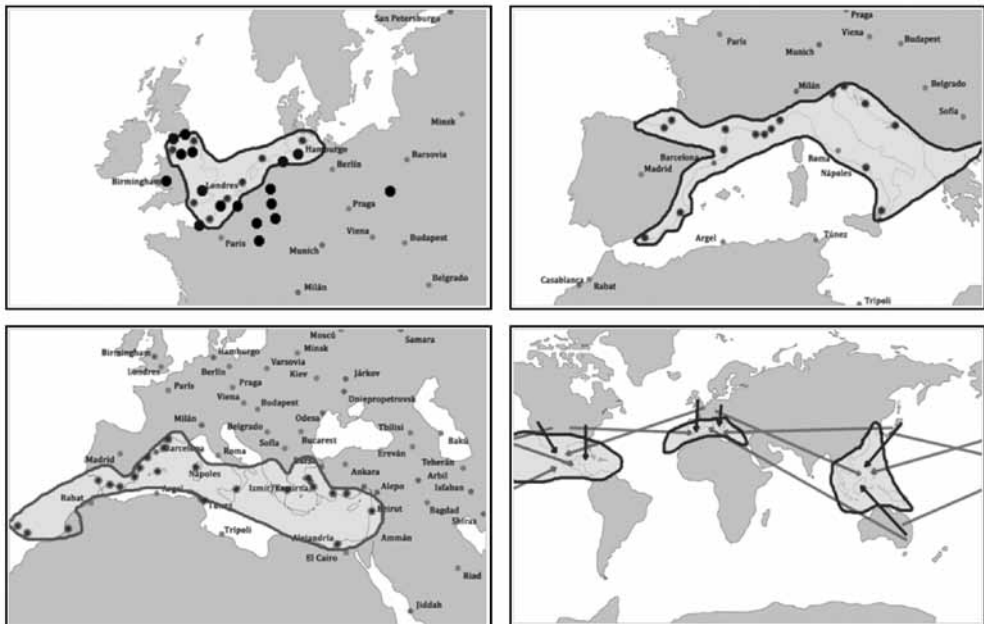 San Petersburgo
Minsk
Hamburgo
Berlín
Varsovia
Birmingham
Londres
Praga
París
Viena
Munich
Budapest
Milán
Belgrado
Praga
París
Viena
Munich
Budapest
Milán
Belgrado
Sofía
Barcelona
Madrid
Roma
Nápoles
Argel
Túnez
Casablanca
Rabat
Trípoli
Moscú
Samara
Birmingham
Hamburgo
Minsk
Londres
Berlín
Varsovia
Kiev
Járkov
París
Praga
Dniepropetrovsk
Viena
Budapest
Milán
Odesa
Belgrado
Bucarest
Tbilisi
Bakú
Barcelona
Sofía
Ereván
Madrid
Roma
Ankara
Teherán
Nápoles
Arbil
Rabat
Argel
Izmir
Alepo
Isfahan
Túnez
Beirut
Bagdad
Shiraz
Trípoli
Alejandría
Ammán
El Cairo
Riad
Jiddah